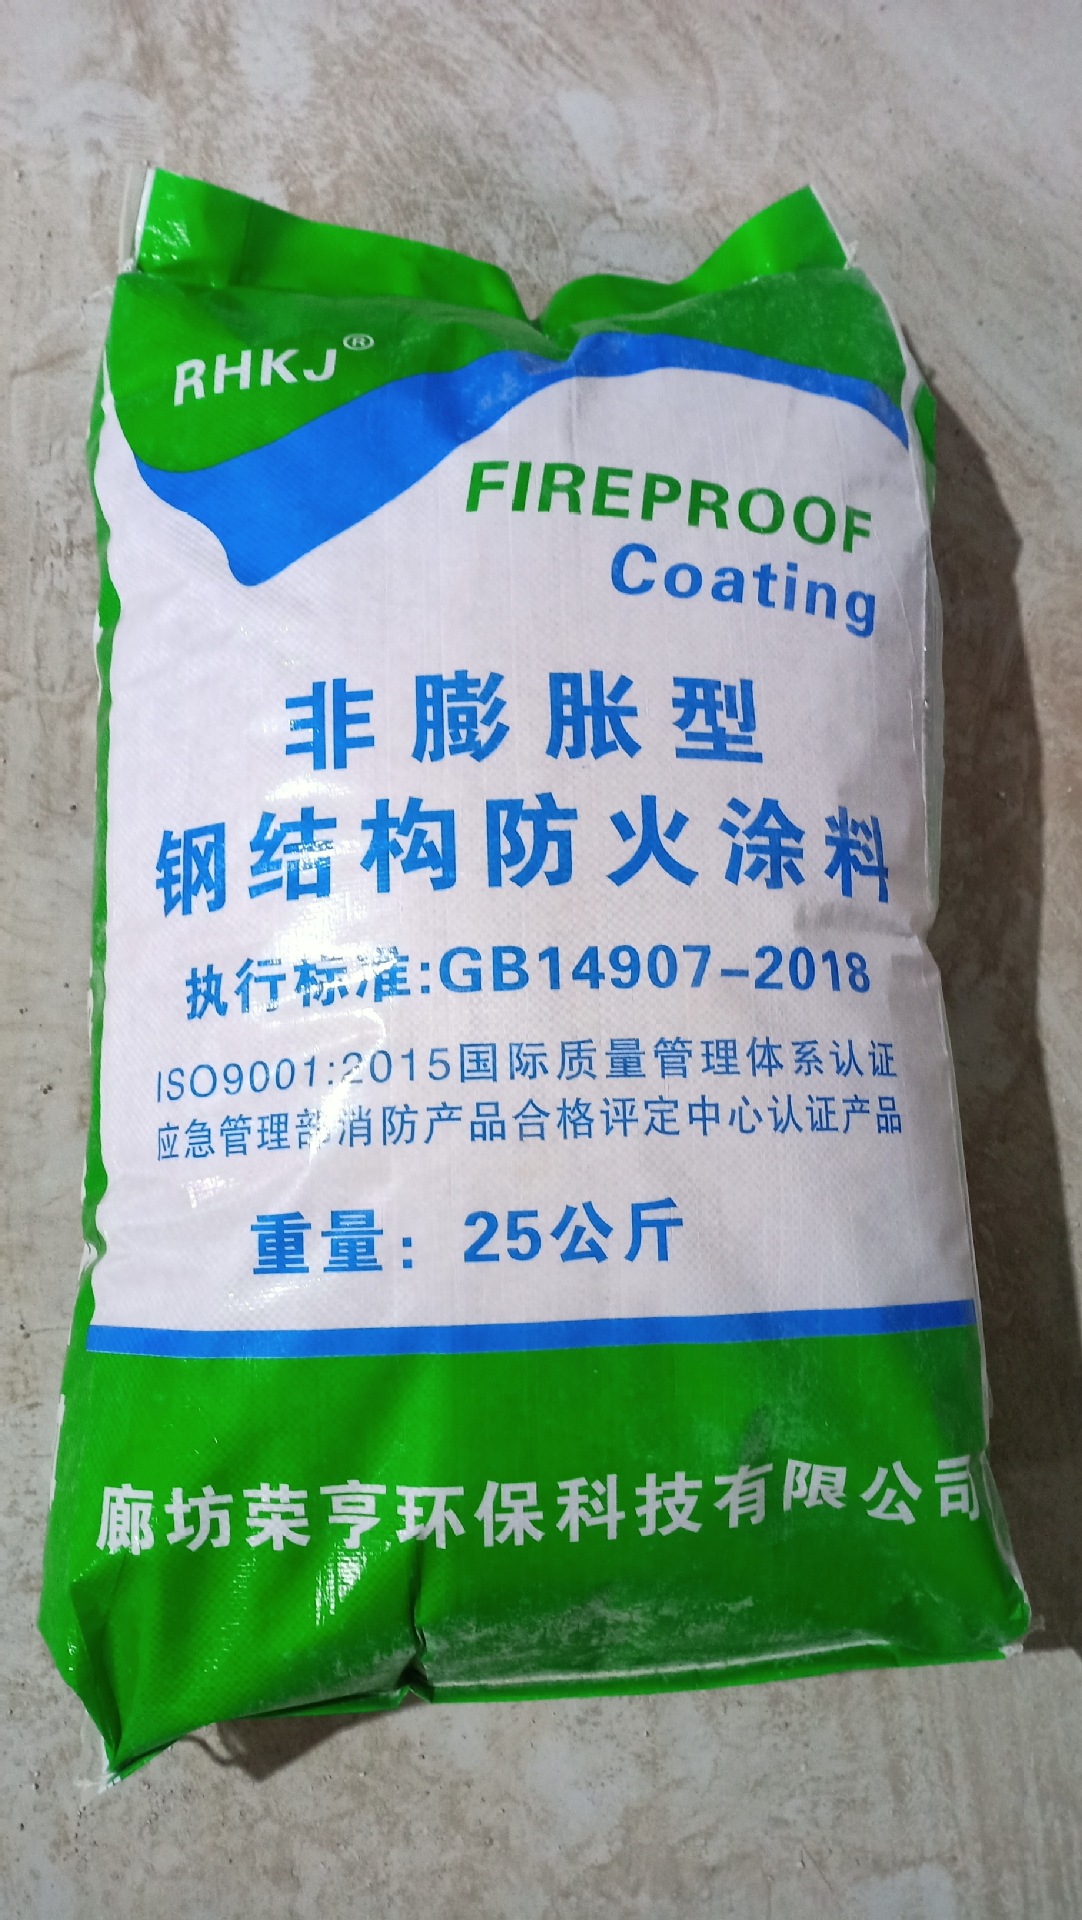 RHKJ®
FIREPROOF
Coating
非膨胀型
钢结构防火涂料
执行标准:GB14907-2018
ISO9001:2015国际质量管理体系认证
应急管理部消防产品合格评定中心认证产品
重量: 25公斤
廊坊荣亨环保科技有限公司